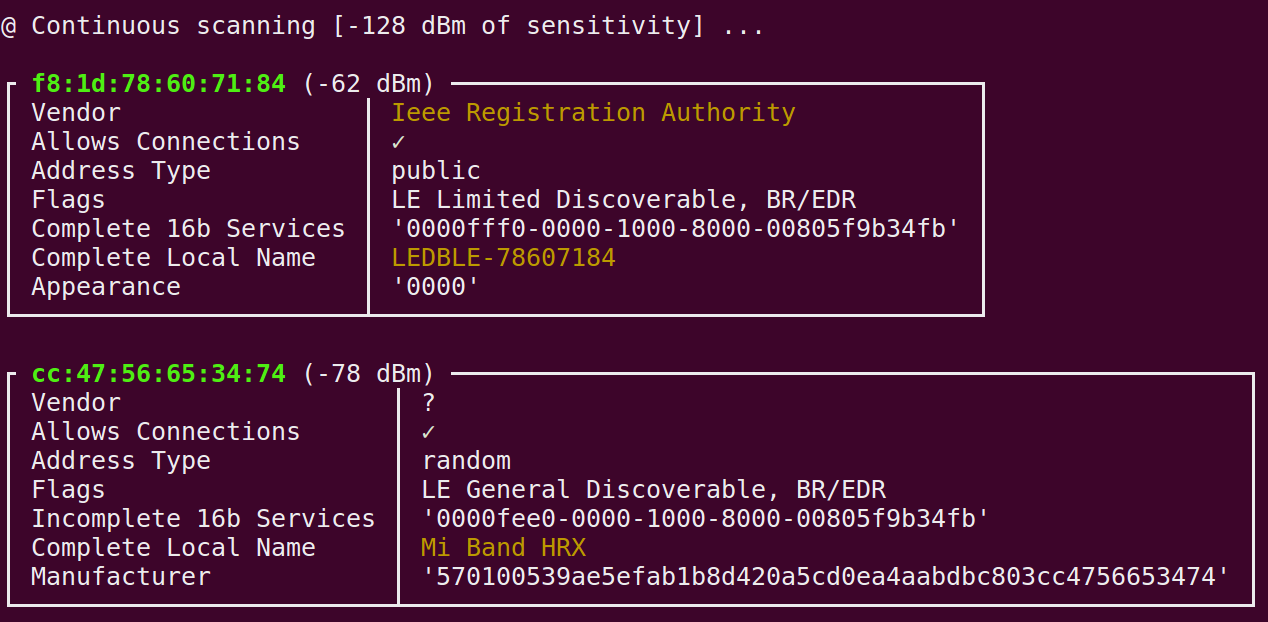 @ Continuous scanning [-128 dBm of sensitivity] ...
f8:1d:78:60:71:84 (-62 dBm)
Vendor Ieee Registration Authority
Allows Connections ✓
Address Type public
Flags LE Limited Discoverable, BR/EDR
Complete 16b Services '0000fff0-0000-1000-8000-00805f9b34fb'
Complete Local Name LEDBLE-78607184
Appearance '0000'
cc:47:56:65:34:74 (-78 dBm)
Vendor ?
Allows Connections ✓
Address Type random
Flags LE General Discoverable, BR/EDR
Incomplete 16b Services '0000fee0-0000-1000-8000-00805f9b34fb'
Complete Local Name Mi Band HRX
Manufacturer '570100539ae5efab1b8d420a5cd0ea4aabdbc803cc4756653474'